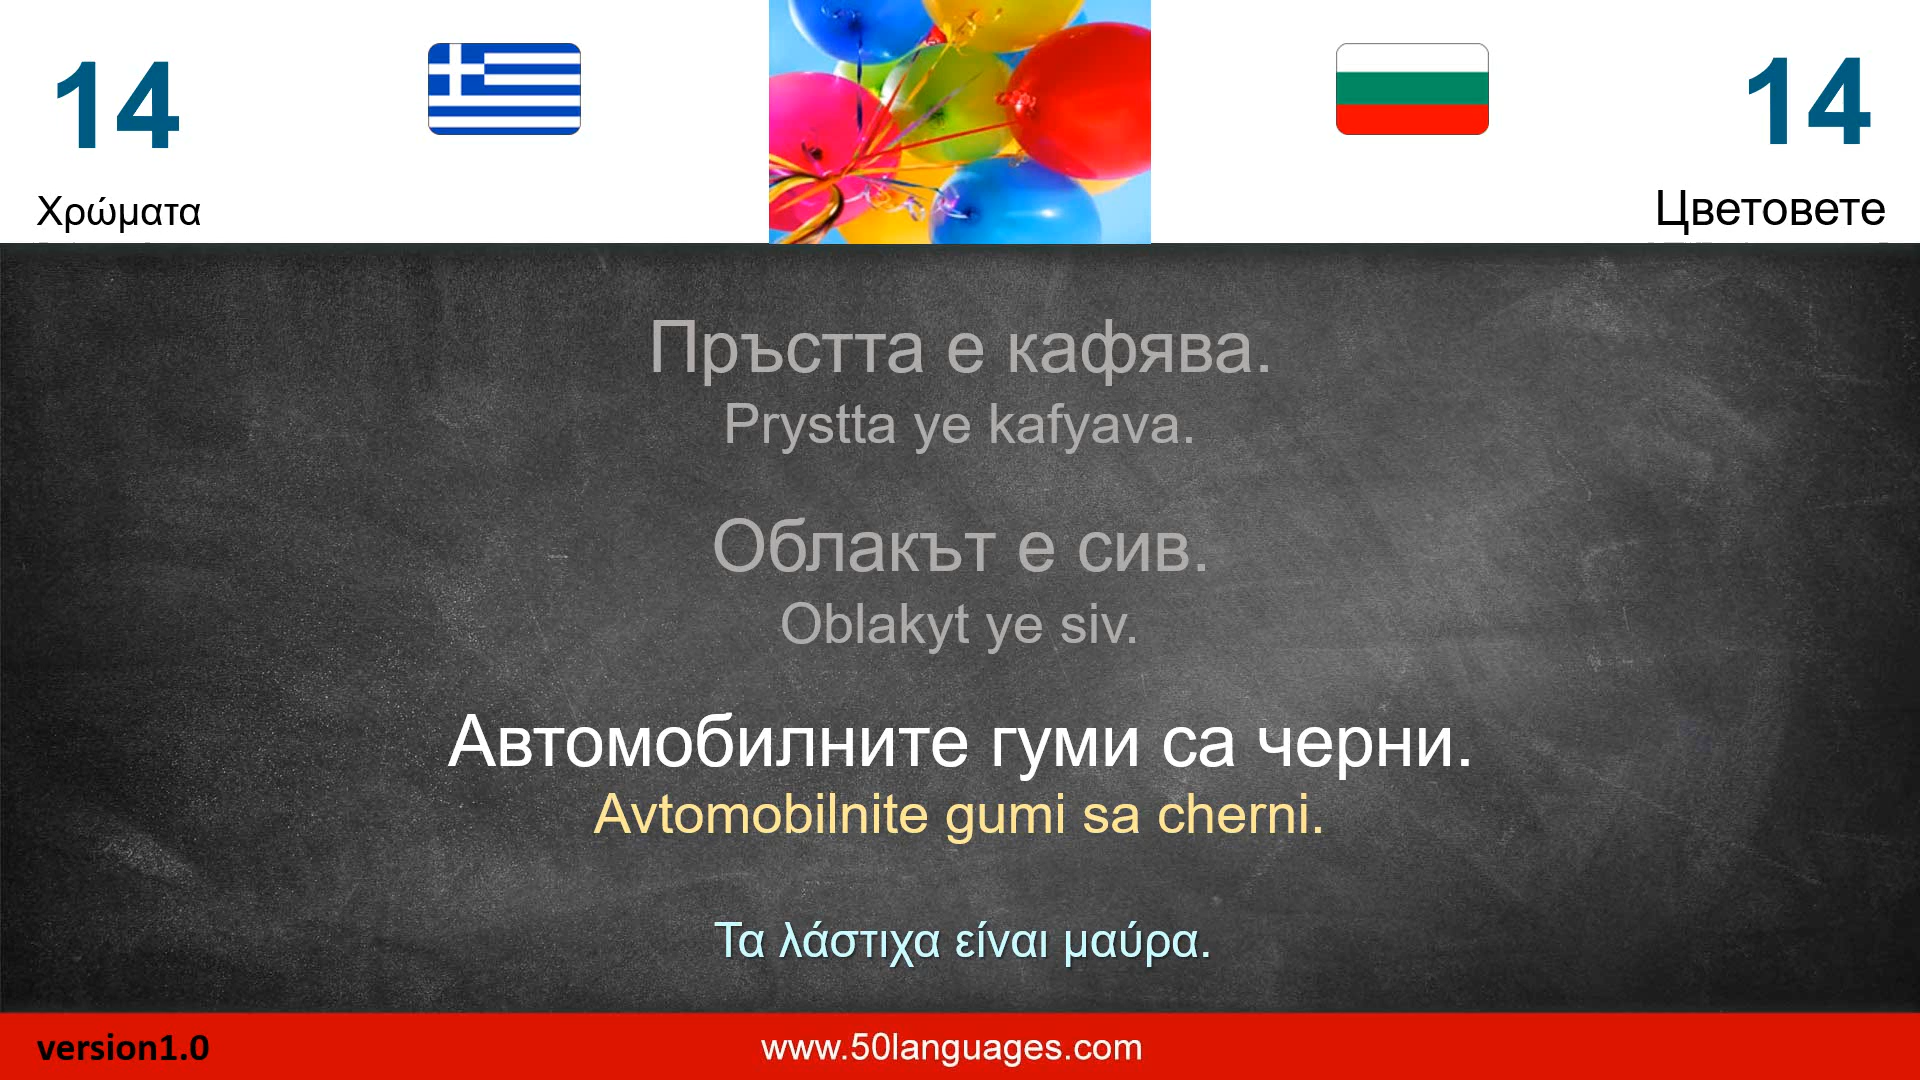 14
14
Χρώματα
Цветовете
Пръстта е кафява.
Prystta ye kafyava.
Облакът е сив.
Oblakyt ye siv.
Автомобилните гуми са черни.
Avtomobilnite gumi sa cherni.
Τα λάστιχα είναι μαύρα.
version1.0
www.50languages.com